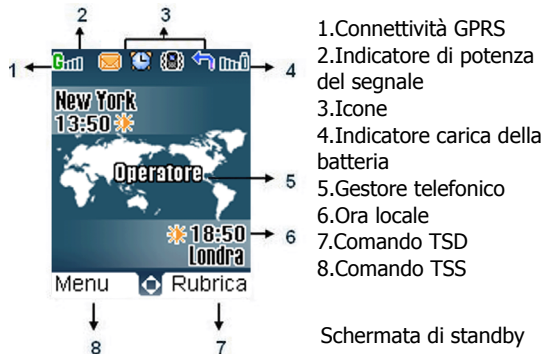 2
3
1
G
4
New York
13:50
Operatore
5
18:50
6
Londra
Menu
Rubrica
8
7
1.Connettività GPRS
2.Indicatore di potenza
del segnale
3.Icone
4.Indicatore carica della
batteria
5.Gestore telefonico
6.Ora locale
7.Comando TSD
8.Comando TSS
Schermata di standby